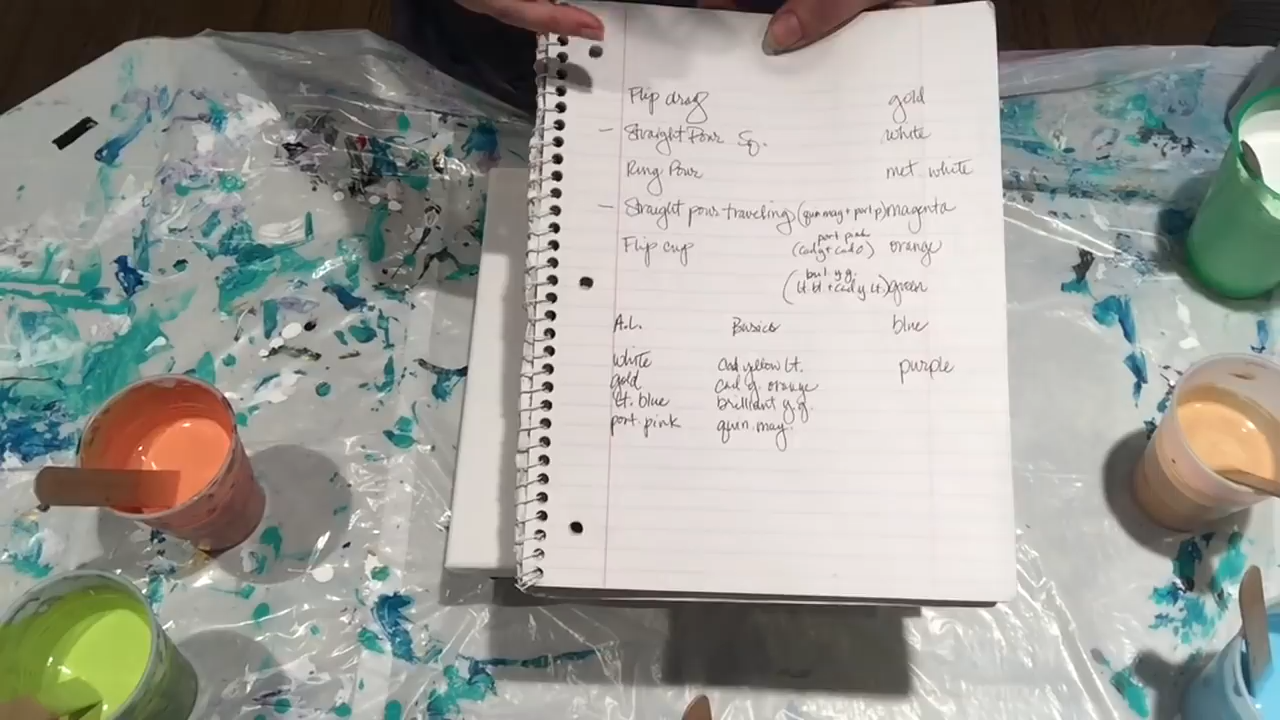 Flip drag gold
- Straight Pour Sq. white
Ring Pour met white
- Straight pour traveling (quin mag + port p) magenta
port pink
Flip cup (cad y + cad o) orange
bril y.g.
(lt. bl + cad y lt) green
A.L. Basics blue
white Cad yellow Lt. purple
gold cad. orange
Lt. blue brilliant y.g.
port. pink quin. mag.